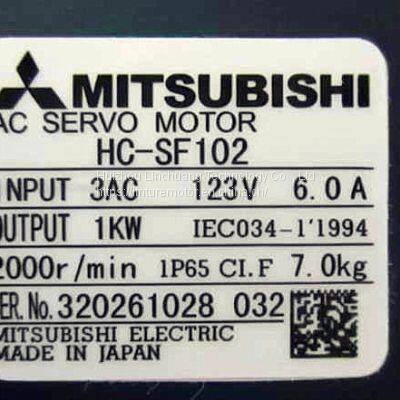 MITSUBISHI
AC SERVO MOTOR
HC-SF102
INPUT 3AC 123V 6.0A
OUTPUT 1KW IEC034-1'1994
2000r/min IP65 CI.F 7.0kg
SER.No.320261028 032
MITSUBISHI ELECTRIC
MADE IN JAPAN